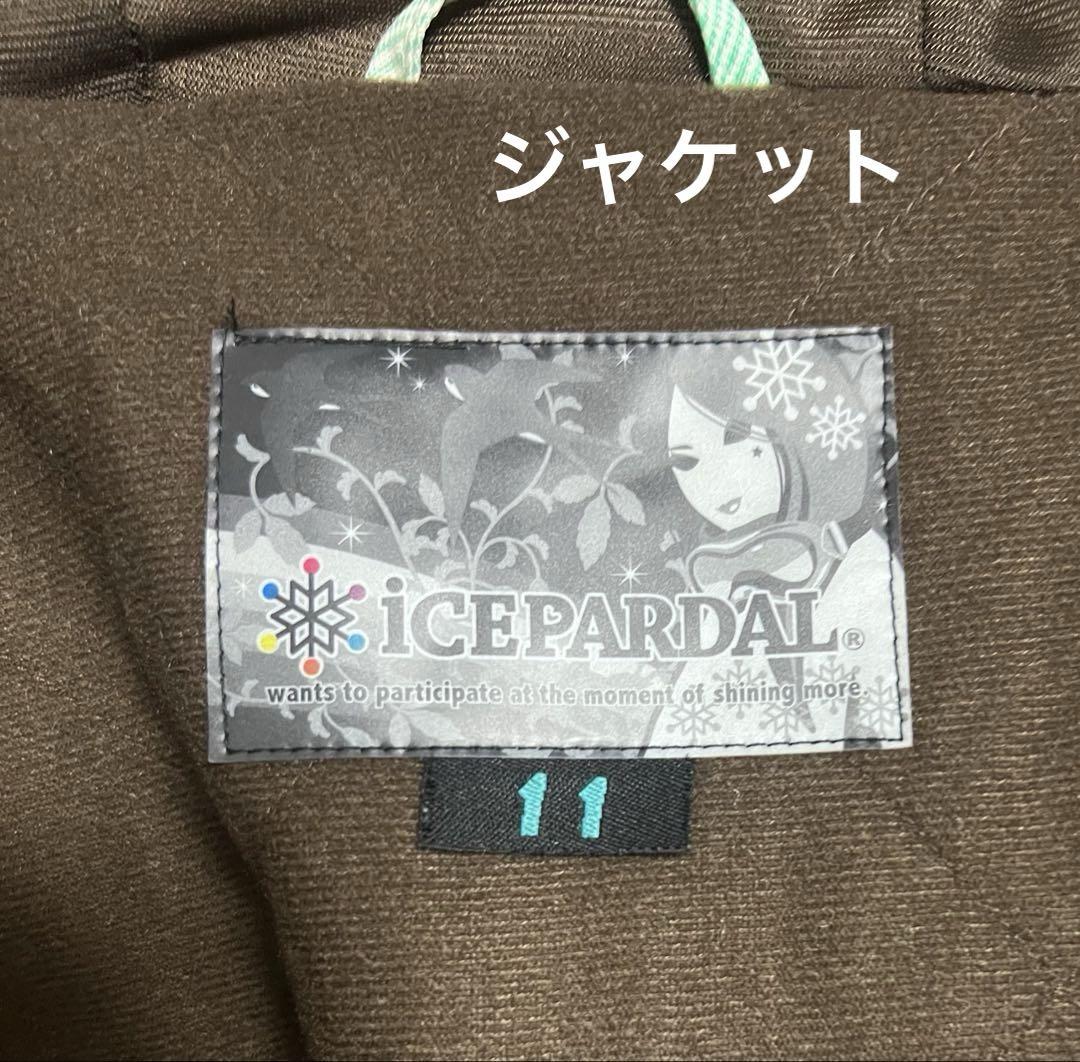 ジャケット
iCEPARDAL®
wants to participate at the moment of shining more.
11